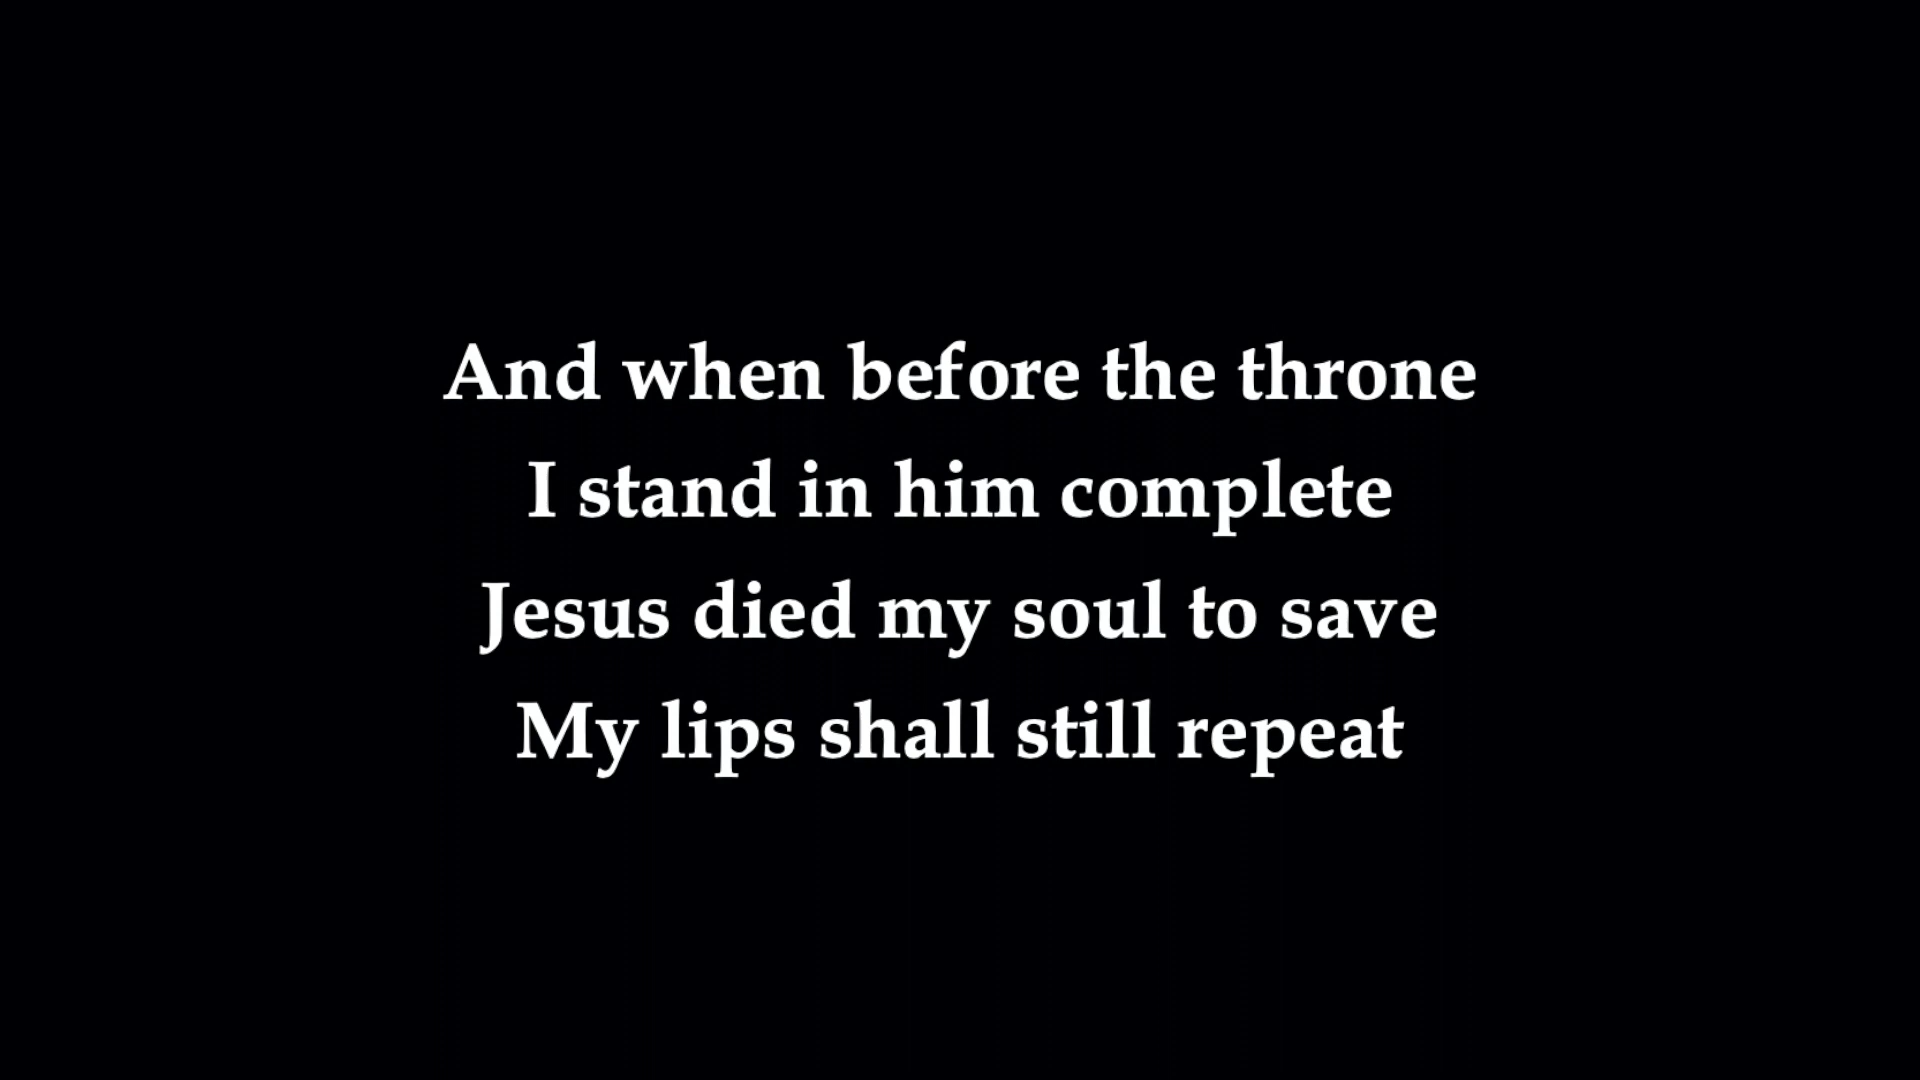 And when before the throne
I stand in him complete
Jesus died my soul to save
My lips shall still repeat